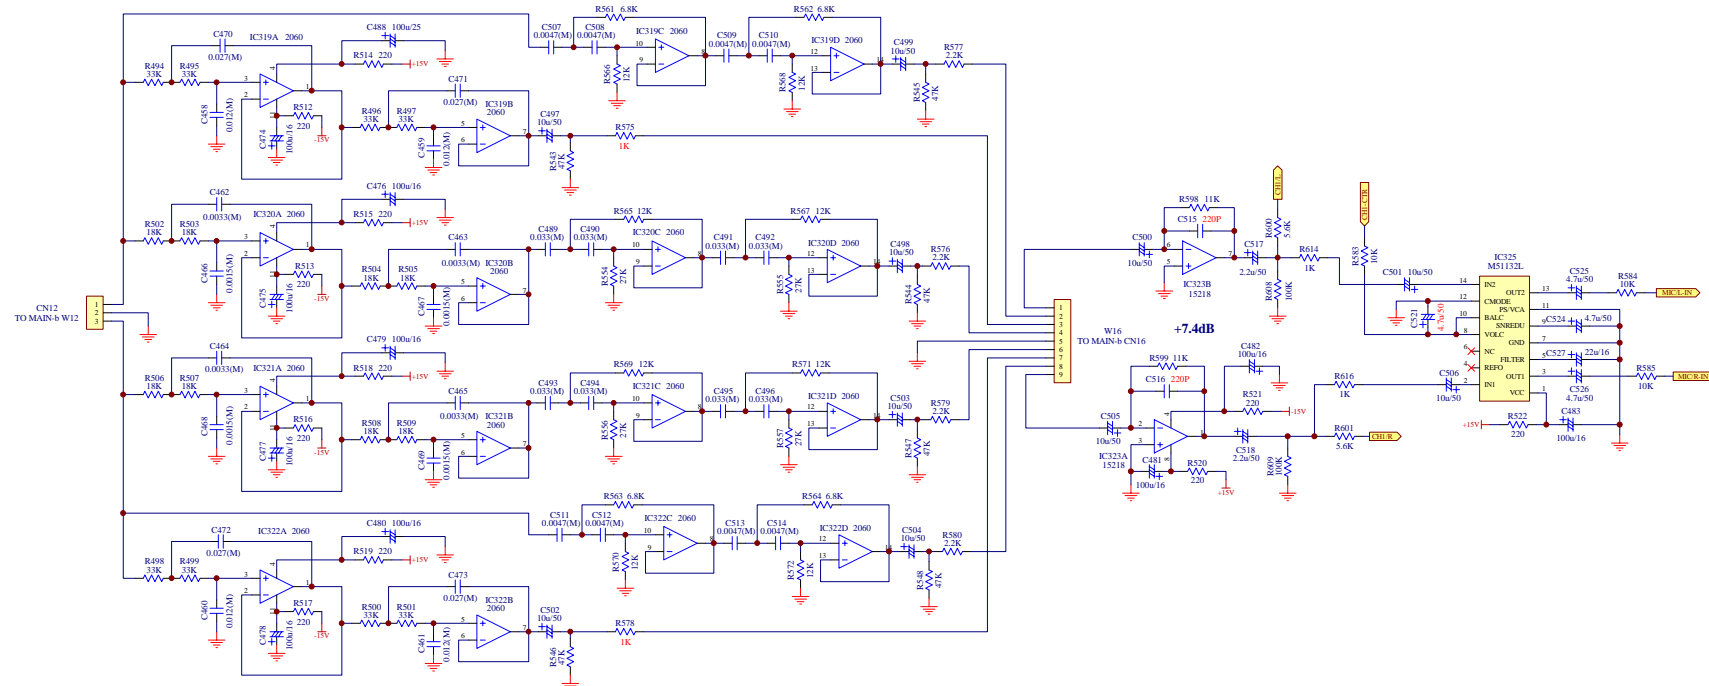 C488 100u/25
C470
0.027(M)
IC319A 2060
R494
33K
R495
33K
R514 220
+15V
C458
0.012(M)
R512
220
-15V
C474
100u/16
C471
0.027(M)
R496
33K
R497
33K
IC319B
2060
C459
0.012(M)
C497
10u/50
R543
47K
R575
1K
R561 6.8K
C507
0.0047(M)
C508
0.0047(M)
IC319C 2060
R566
12K
R562 6.8K
C509
0.0047(M)
C510
0.0047(M)
IC319D 2060
R568
12K
C499
10u/50
R577
2.2K
R545
47K
C476 100u/16
C462
0.0033(M)
IC320A 2060
R502
18K
R503
18K
R515 220
+15V
C466
0.0015(M)
R513
220
-15V
C475
100u/16
C463
0.0033(M)
R504
18K
R505
18K
IC320B
2060
C467
0.0015(M)
R565 12K
C489
0.033(M)
C490
0.033(M)
IC320C 2060
R554
27K
R567 12K
C491
0.033(M)
C492
0.033(M)
IC320D 2060
R555
27K
C498
10u/50
R576
2.2K
R544
47K
CN12
TO MAIN-b W12
1
2
3
C479 100u/16
C464
0.0033(M)
IC321A 2060
R506
18K
R507
18K
R518 220
+15V
C468
0.0015(M)
R516
220
-15V
C477
100u/16
C465
0.0033(M)
R508
18K
R509
18K
IC321B
2060
C469
0.0015(M)
R569 12K
C493
0.033(M)
C494
0.033(M)
IC321C 2060
R556
27K
R571 12K
C495
0.033(M)
C496
0.033(M)
IC321D 2060
R557
27K
C503
10u/50
R579
2.2K
R547
47K
C480 100u/16
C472
0.027(M)
IC322A 2060
R498
33K
R499
33K
R519 220
+15V
C460
0.012(M)
R517
220
-15V
C478
100u/16
C473
0.027(M)
R500
33K
R501
33K
IC322B
2060
C461
0.012(M)
C502
10u/50
R546
47K
R578
1K
R563 6.8K
C511
0.0047(M)
C512
0.0047(M)
IC322C 2060
R570
12K
R564 6.8K
C513
0.0047(M)
C514
0.0047(M)
IC322D 2060
R572
12K
C504
10u/50
R580
2.2K
R548
47K
1
2
3
4
5
6
7
8
9
W16
TO MAIN-b CN16
+7.4dB
C500
10u/50
R598 11K
C515 220P
IC323B
15218
C517
2.2u/50
CH1/L
R600
5.6K
R608
100K
R614
1K
CH1-CTR
R583
10K
C501 10u/50
C521
4.7u/50
IC325
M51132L
IN2
CMODE
BALC
VOLC
NC
REFO
IN1
OUT2
PS/VCA
SNREDU
GND
FILTER
OUT1
VCC
C525
4.7u/50
R584
10K
MIC/L-IN
C524 4.7u/50
C527 22u/16
C526
4.7u/50
R585
10K
MIC/R-IN
+15V
R522
220
C483
100u/16
C482
100u/16
R599 11K
C516 220P
R521
220
-15V
C505
10u/50
IC323A
15218
C481
100u/16
R520
220
+15V
C518
2.2u/50
R609
100K
R616
1K
R601
5.6K
CH1/R
C506
10u/50